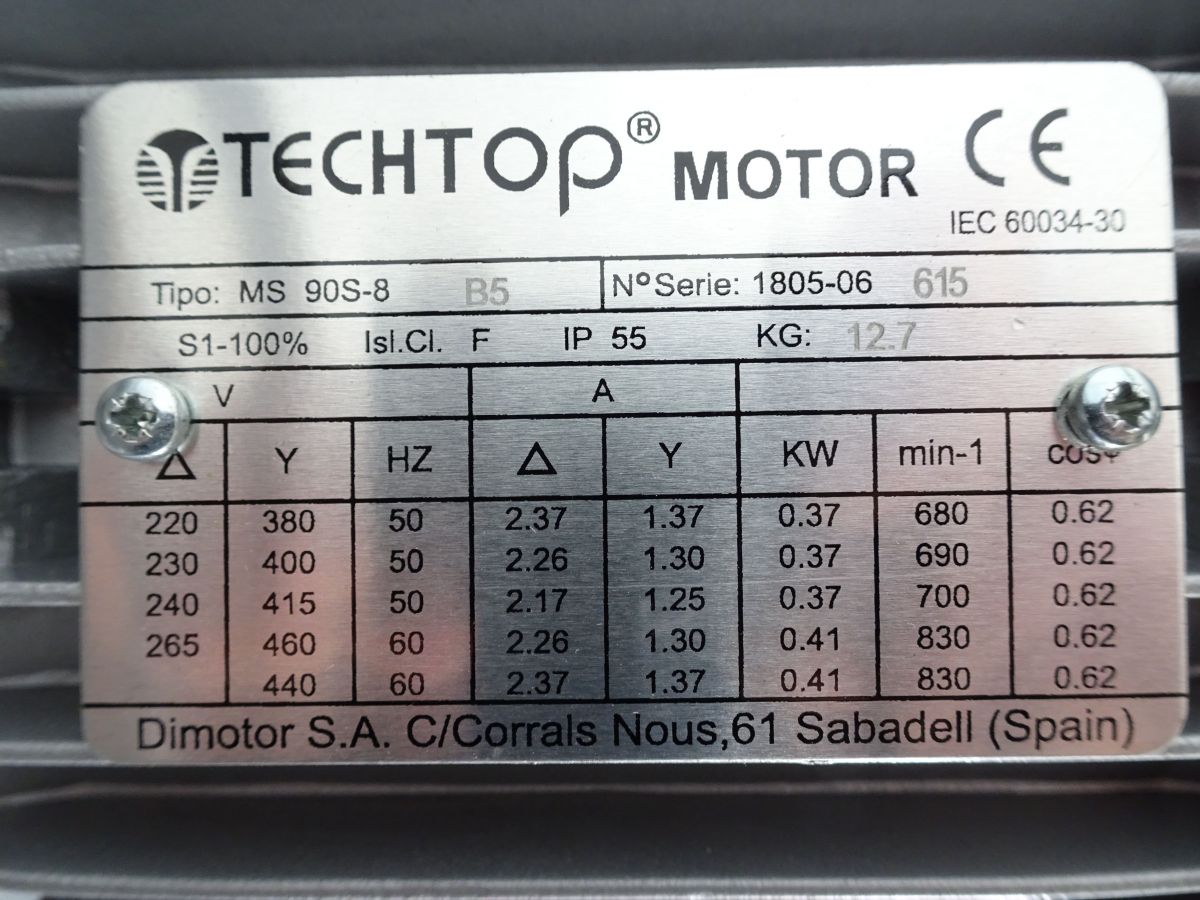 TECHTOP® MOTOR CE
IEC 60034-30
Tipo: MS 90S-8 B5 Nº Serie: 1805-06 615
S1-100% Isl.Cl. F IP 55 KG: 12.7
V A
Δ Y HZ Δ Y KW min-1 cosφ
220 380 50 2.37 1.37 0.37 680 0.62
230 400 50 2.26 1.30 0.37 690 0.62
240 415 50 2.17 1.25 0.37 700 0.62
265 460 60 2.26 1.30 0.41 830 0.62
440 60 2.37 1.37 0.41 830 0.62
Dimotor S.A. C/Corrals Nous,61 Sabadell (Spain)